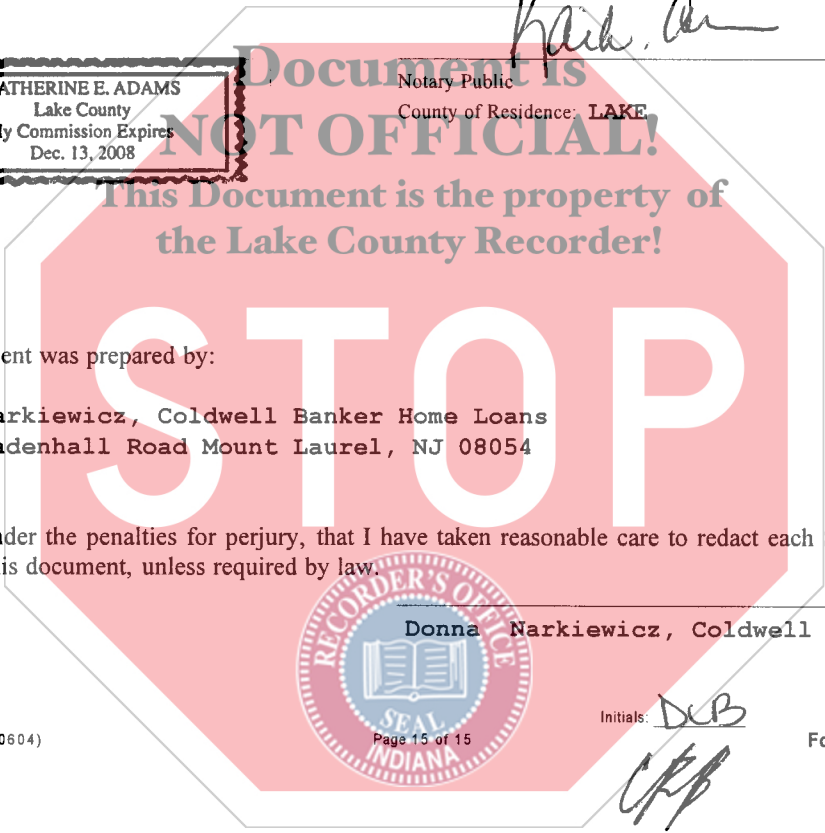 Document is
NOT OFFICIAL!
This Document is the property of
the Lake County Recorder!
ATHERINE E. ADAMS
Lake County
y Commission Expires
Dec. 13, 2008
Notary Public
County of Residence: LAKE
STOP
ent was prepared by:
arkiewicz, Coldwell Banker Home Loans
denhall Road Mount Laurel, NJ 08054
der the penalties for perjury, that I have taken reasonable care to redact each
is document, unless required by law.
RECORDER'S OFFICE
SEAL
INDIANA
Donna Narkiewicz, Coldwell
Initials: DCB
0604)
Page 15 of 15
Fo